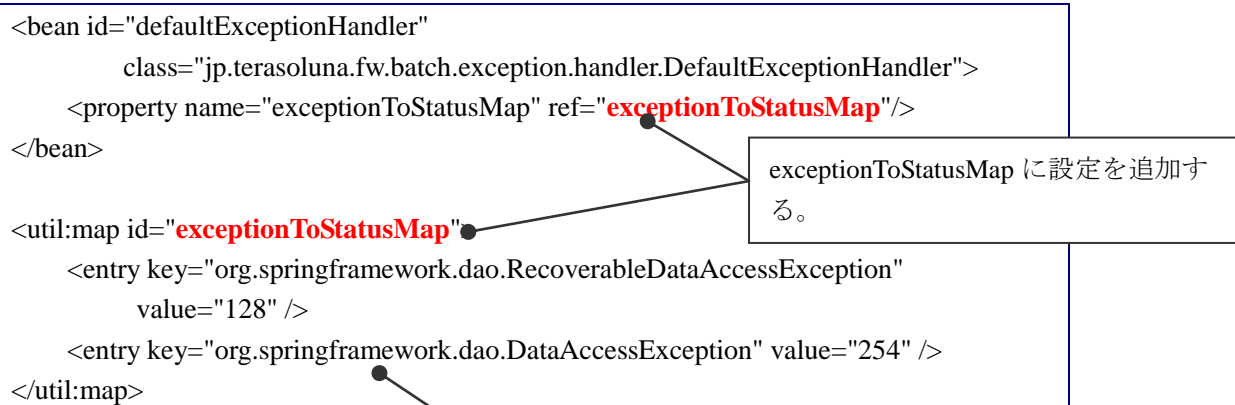 <bean id="defaultExceptionHandler"
class="jp.terasoluna.fw.batch.exception.handler.DefaultExceptionHandler">
<property name="exceptionToStatusMap" ref="exceptionToStatusMap"/>
</bean>
exceptionToStatusMap に設定を追加す
る。
<util:map id="exceptionToStatusMap">
<entry key="org.springframework.dao.RecoverableDataAccessException"
value="128" />
<entry key="org.springframework.dao.DataAccessException" value="254" />
</util:map>